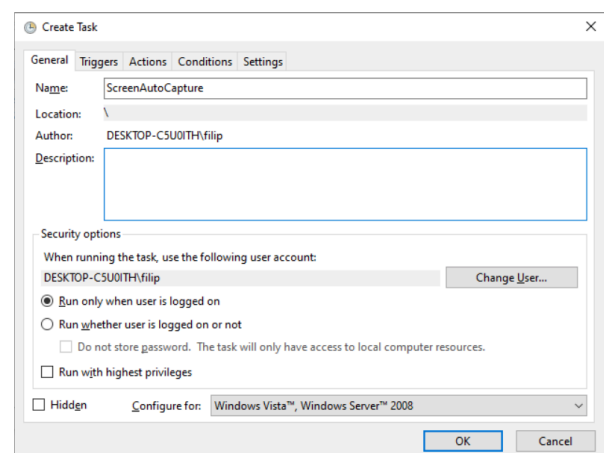 Create Task
General Triggers Actions Conditions Settings
Name: ScreenAutoCapture
Location: \
Author: DESKTOP-C5U0ITH\filip
Description:
Security options
When running the task, use the following user account:
DESKTOP-C5U0ITH\filip Change User...
Run only when user is logged on
Run whether user is logged on or not
Do not store password. The task will only have access to local computer resources.
Run with highest privileges
Hidden Configure for: Windows Vista™, Windows Server™ 2008
OK Cancel